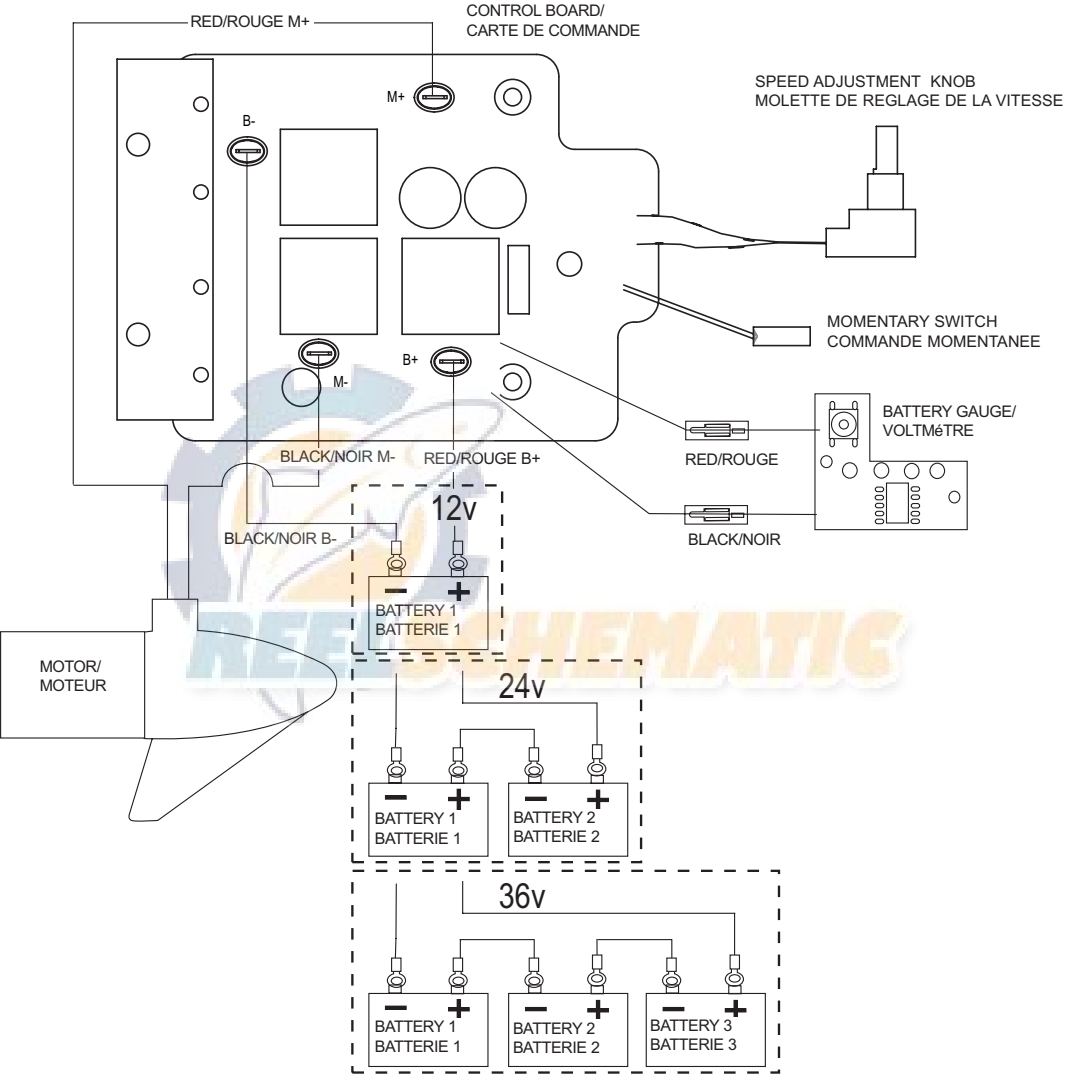 RED/ROUGE M+
CONTROL BOARD/
CARTE DE COMMANDE
SPEED ADJUSTMENT KNOB
MOLETTE DE REGLAGE DE LA VITESSE
M+
B-
MOMENTARY SWITCH
COMMANDE MOMENTANEE
B+
M-
BATTERY GAUGE/
VOLTMéTRE
BLACK/NOIR M-
RED/ROUGE B+
RED/ROUGE
12v
BLACK/NOIR B-
BLACK/NOIR
BATTERY 1
BATTERIE 1
REELSCHEMATIC
MOTOR/
MOTEUR
24v
BATTERY 1
BATTERIE 1
BATTERY 2
BATTERIE 2
36v
BATTERY 1
BATTERIE 1
BATTERY 2
BATTERIE 2
BATTERY 3
BATTERIE 3